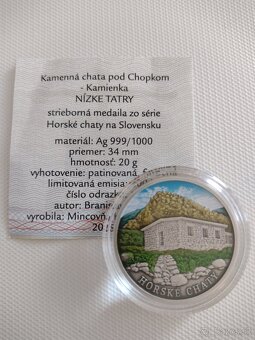 Kamenná chata pod Chopkom
- Kamienka
NÍZKE TATRY
strieborná medaila zo série
Horské chaty na Slovensku
materiál: Ag 999/1000
priemer: 34 mm
hmotnosť: 20 g
vyhotovenie: patinovaná,
limitovaná emisia
číslo odrazku
autor:
vyrobila: Mincovň
HORSKÉ CHATY